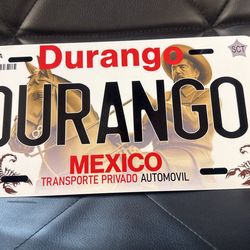 Durango
SCT
DURANGO
MEXICO
TRANSPORTE PRIVADO AUTOMOVIL